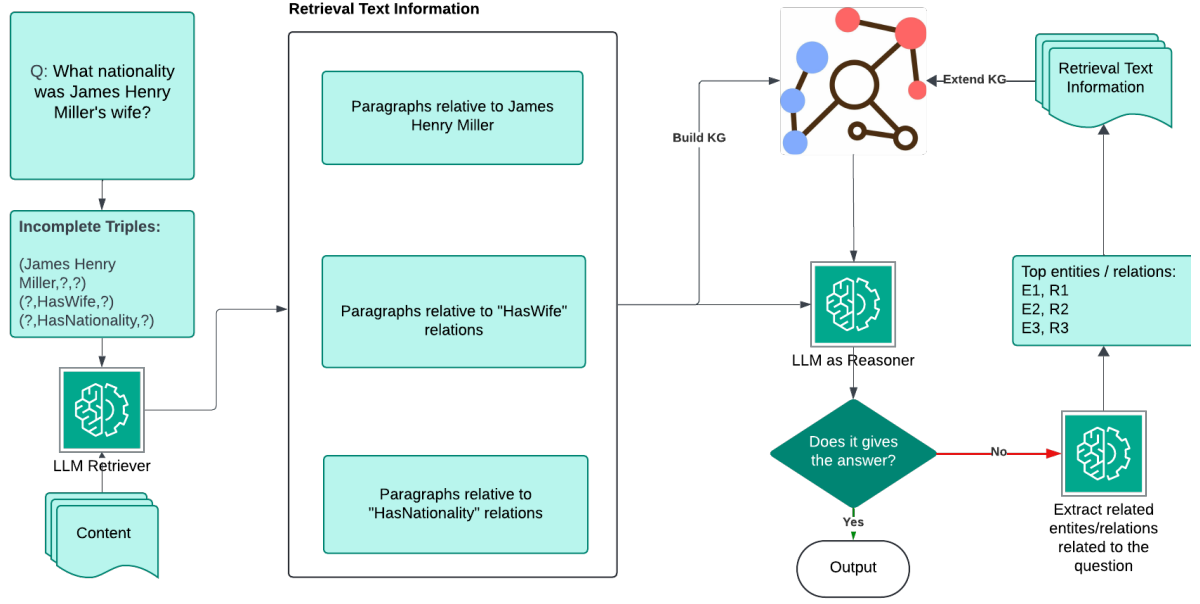 Retrieval Text Information
Q: What nationality
was James Henry
Miller's wife?
Incomplete Triples:
(James Henry
Miller,?,?)
(?,HasWife,?)
(?,HasNationality,?)
LLM Retriever
Content
Paragraphs relative to James
Henry Miller
Paragraphs relative to "HasWife"
relations
Paragraphs relative to
"HasNationality" relations
Build KG
Extend KG
Retrieval Text
Information
LLM as Reasoner
Does it gives
the answer?
Yes
Output
No
Extract related
entites/relations
related to the
question
Top entities / relations:
E1, R1
E2, R2
E3, R3